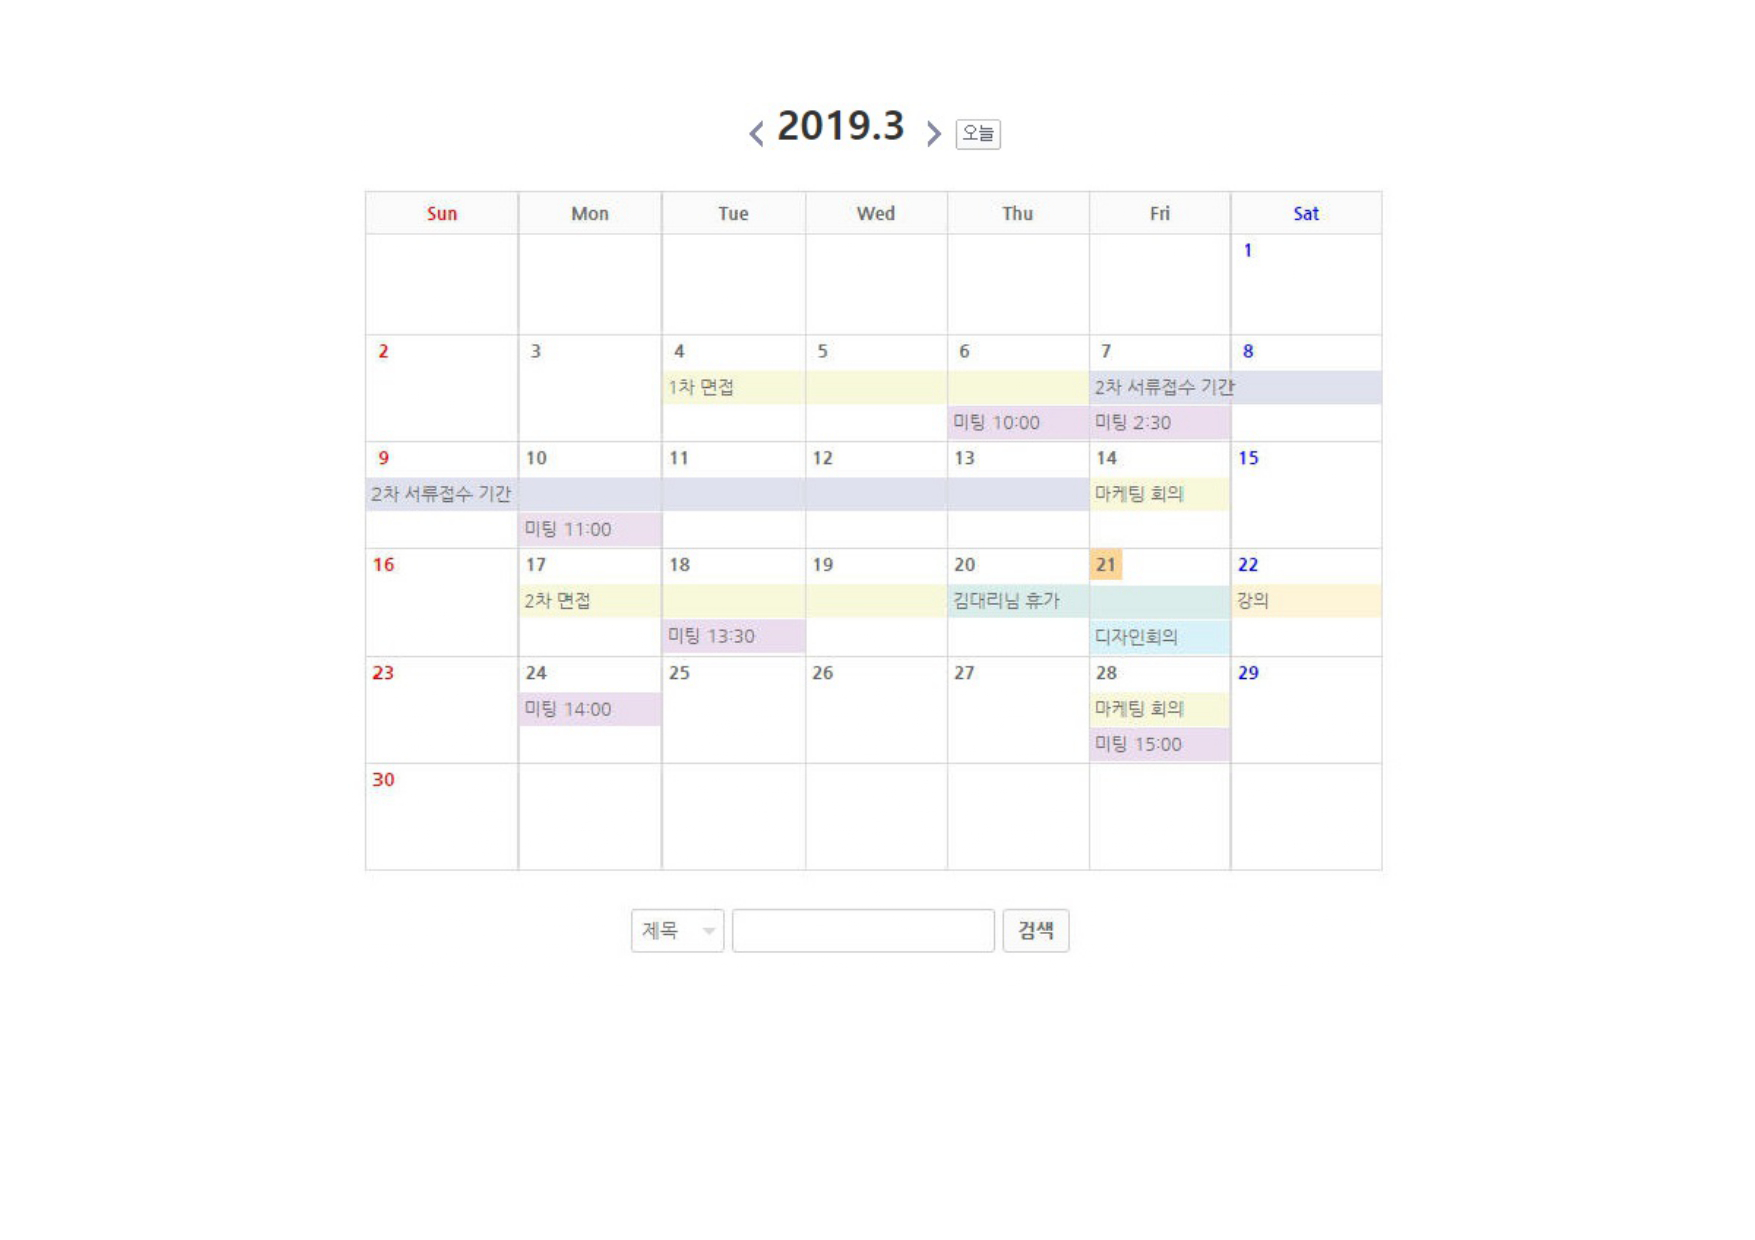 2019.3 오늘
Sun Mon Tue Wed Thu Fri Sat
1
2 3 4 5 6 7 8
1차 면접 2차 서류접수 기간
미팅 10:00 미팅 2:30
9 10 11 12 13 14 15
2차 서류접수 기간 마케팅 회의
미팅 11:00
16 17 18 19 20 21 22
2차 면접 김대리님 휴가 강의
미팅 13:30 디자인회의
23 24 25 26 27 28 29
미팅 14:00 마케팅 회의
미팅 15:00
30
제목 검색